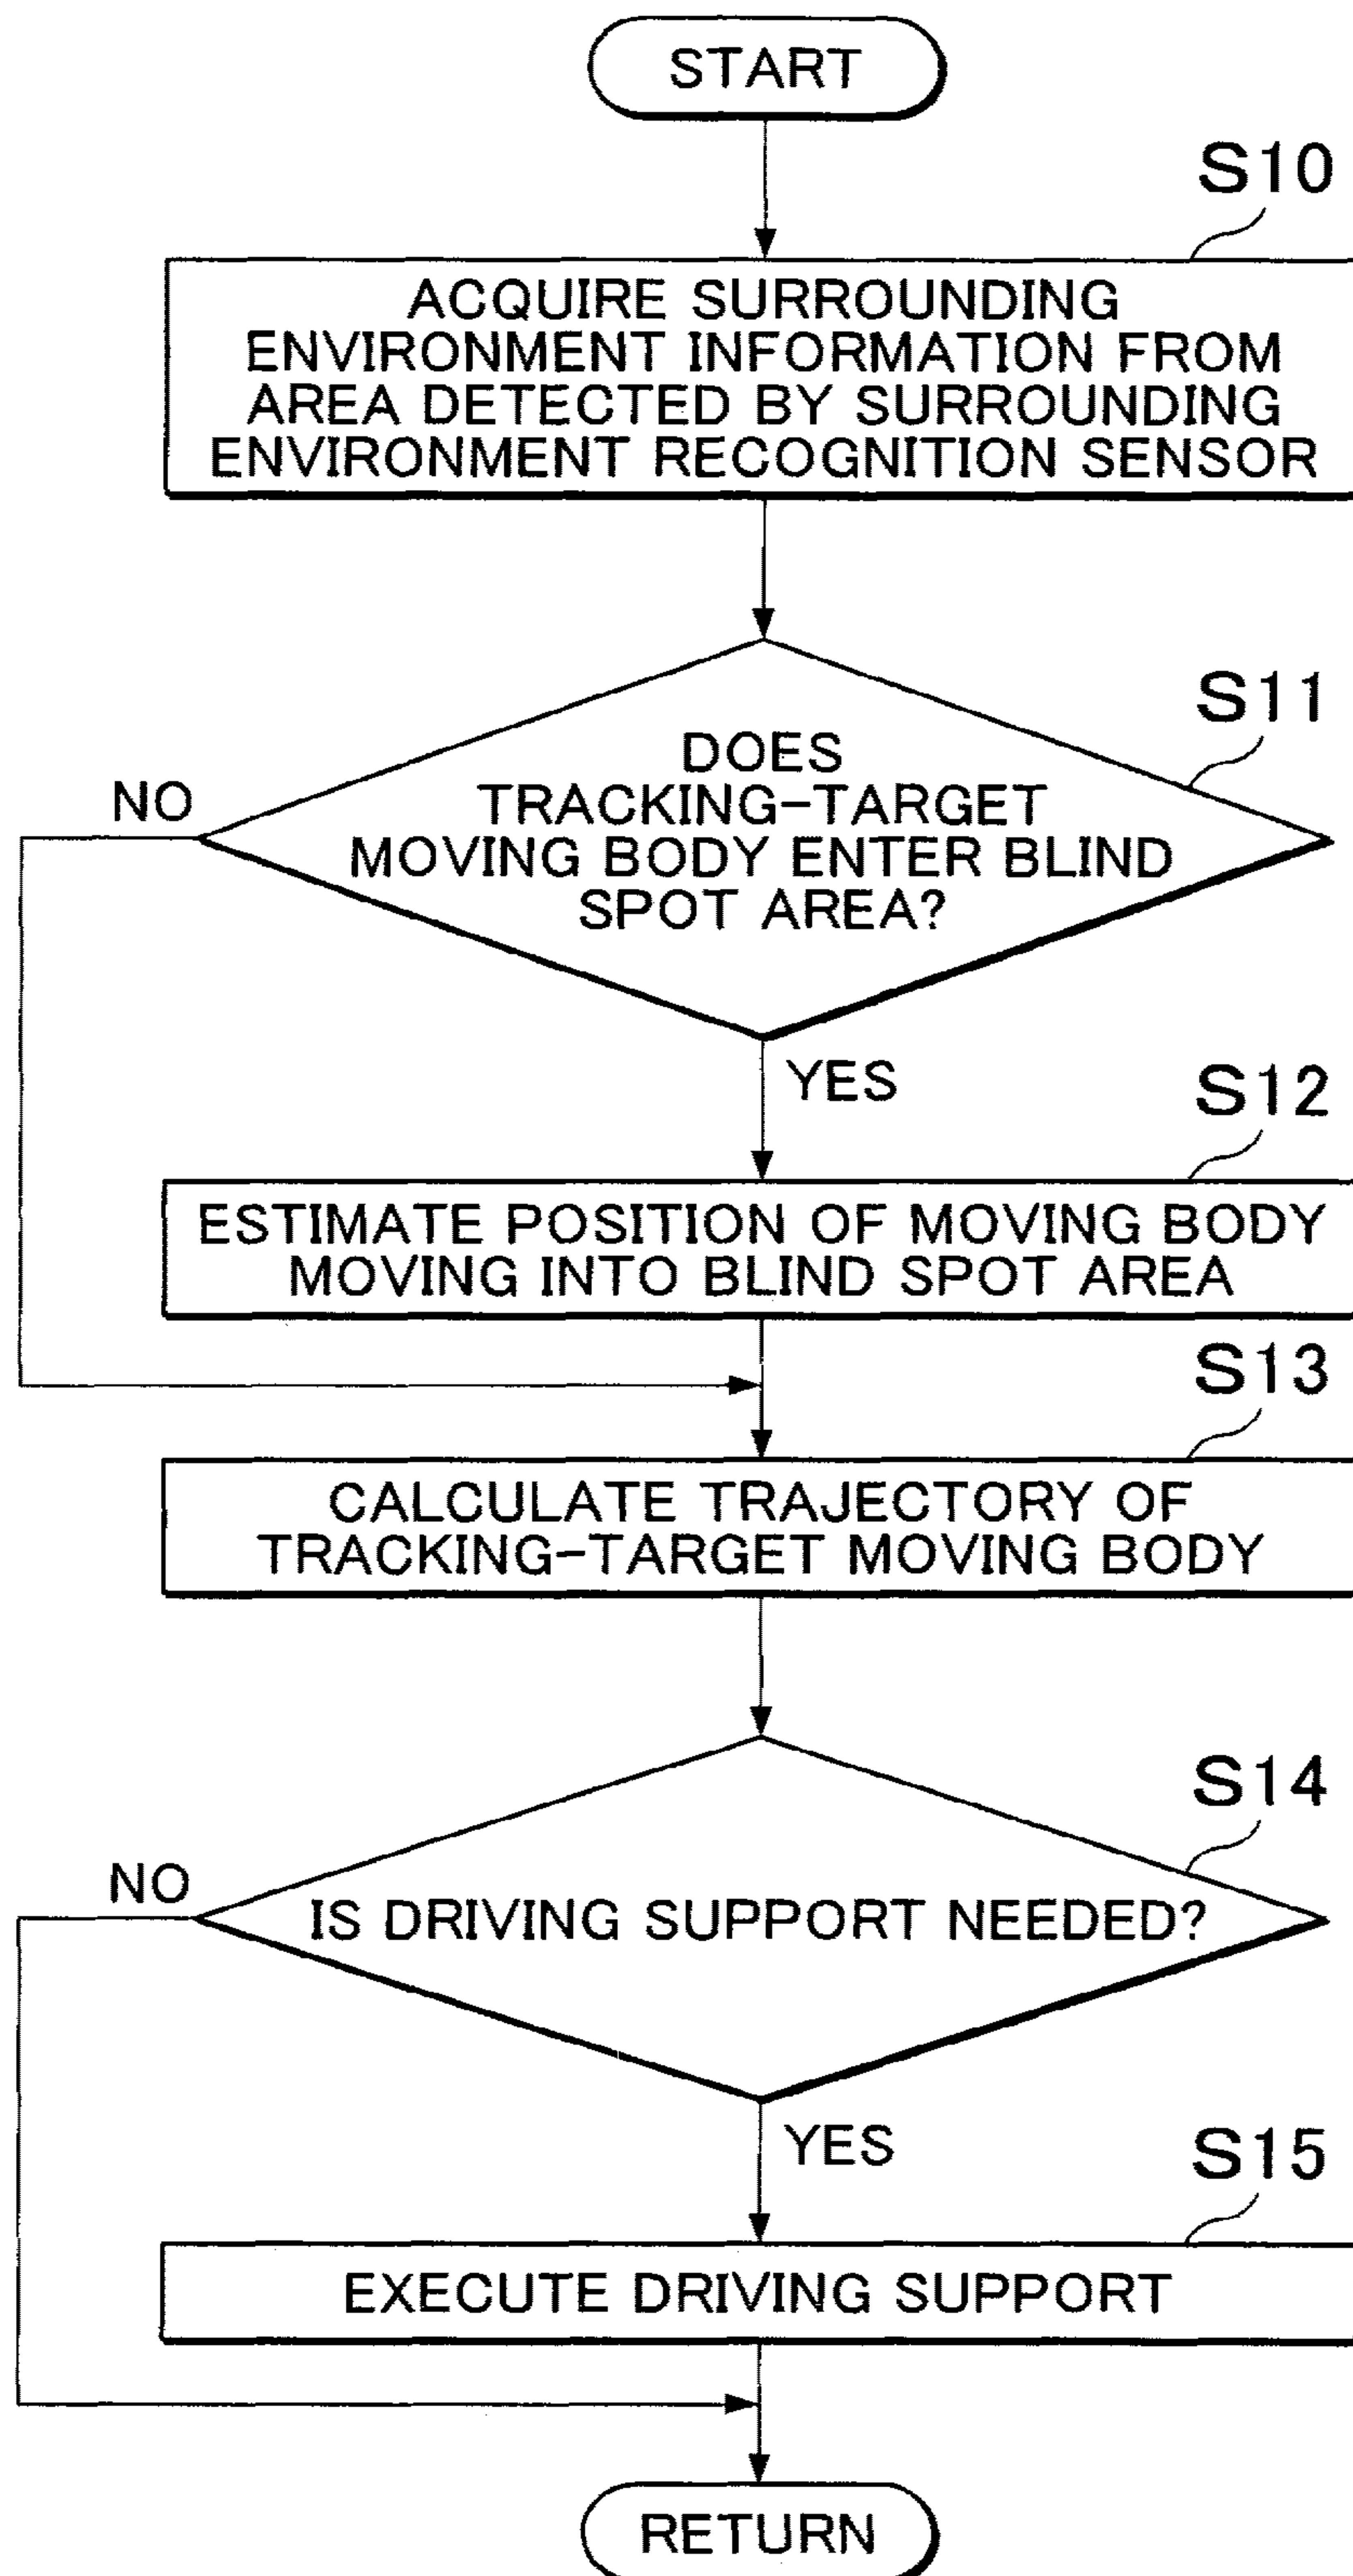 START
S10
ACQUIRE SURROUNDING
ENVIRONMENT INFORMATION FROM
AREA DETECTED BY SURROUNDING
ENVIRONMENT RECOGNITION SENSOR
S11
DOES
TRACKING-TARGET
MOVING BODY ENTER BLIND
SPOT AREA?
NO
YES
S12
ESTIMATE POSITION OF MOVING BODY
MOVING INTO BLIND SPOT AREA
S13
CALCULATE TRAJECTORY OF
TRACKING-TARGET MOVING BODY
S14
NO
IS DRIVING SUPPORT NEEDED?
YES
S15
EXECUTE DRIVING SUPPORT
RETURN